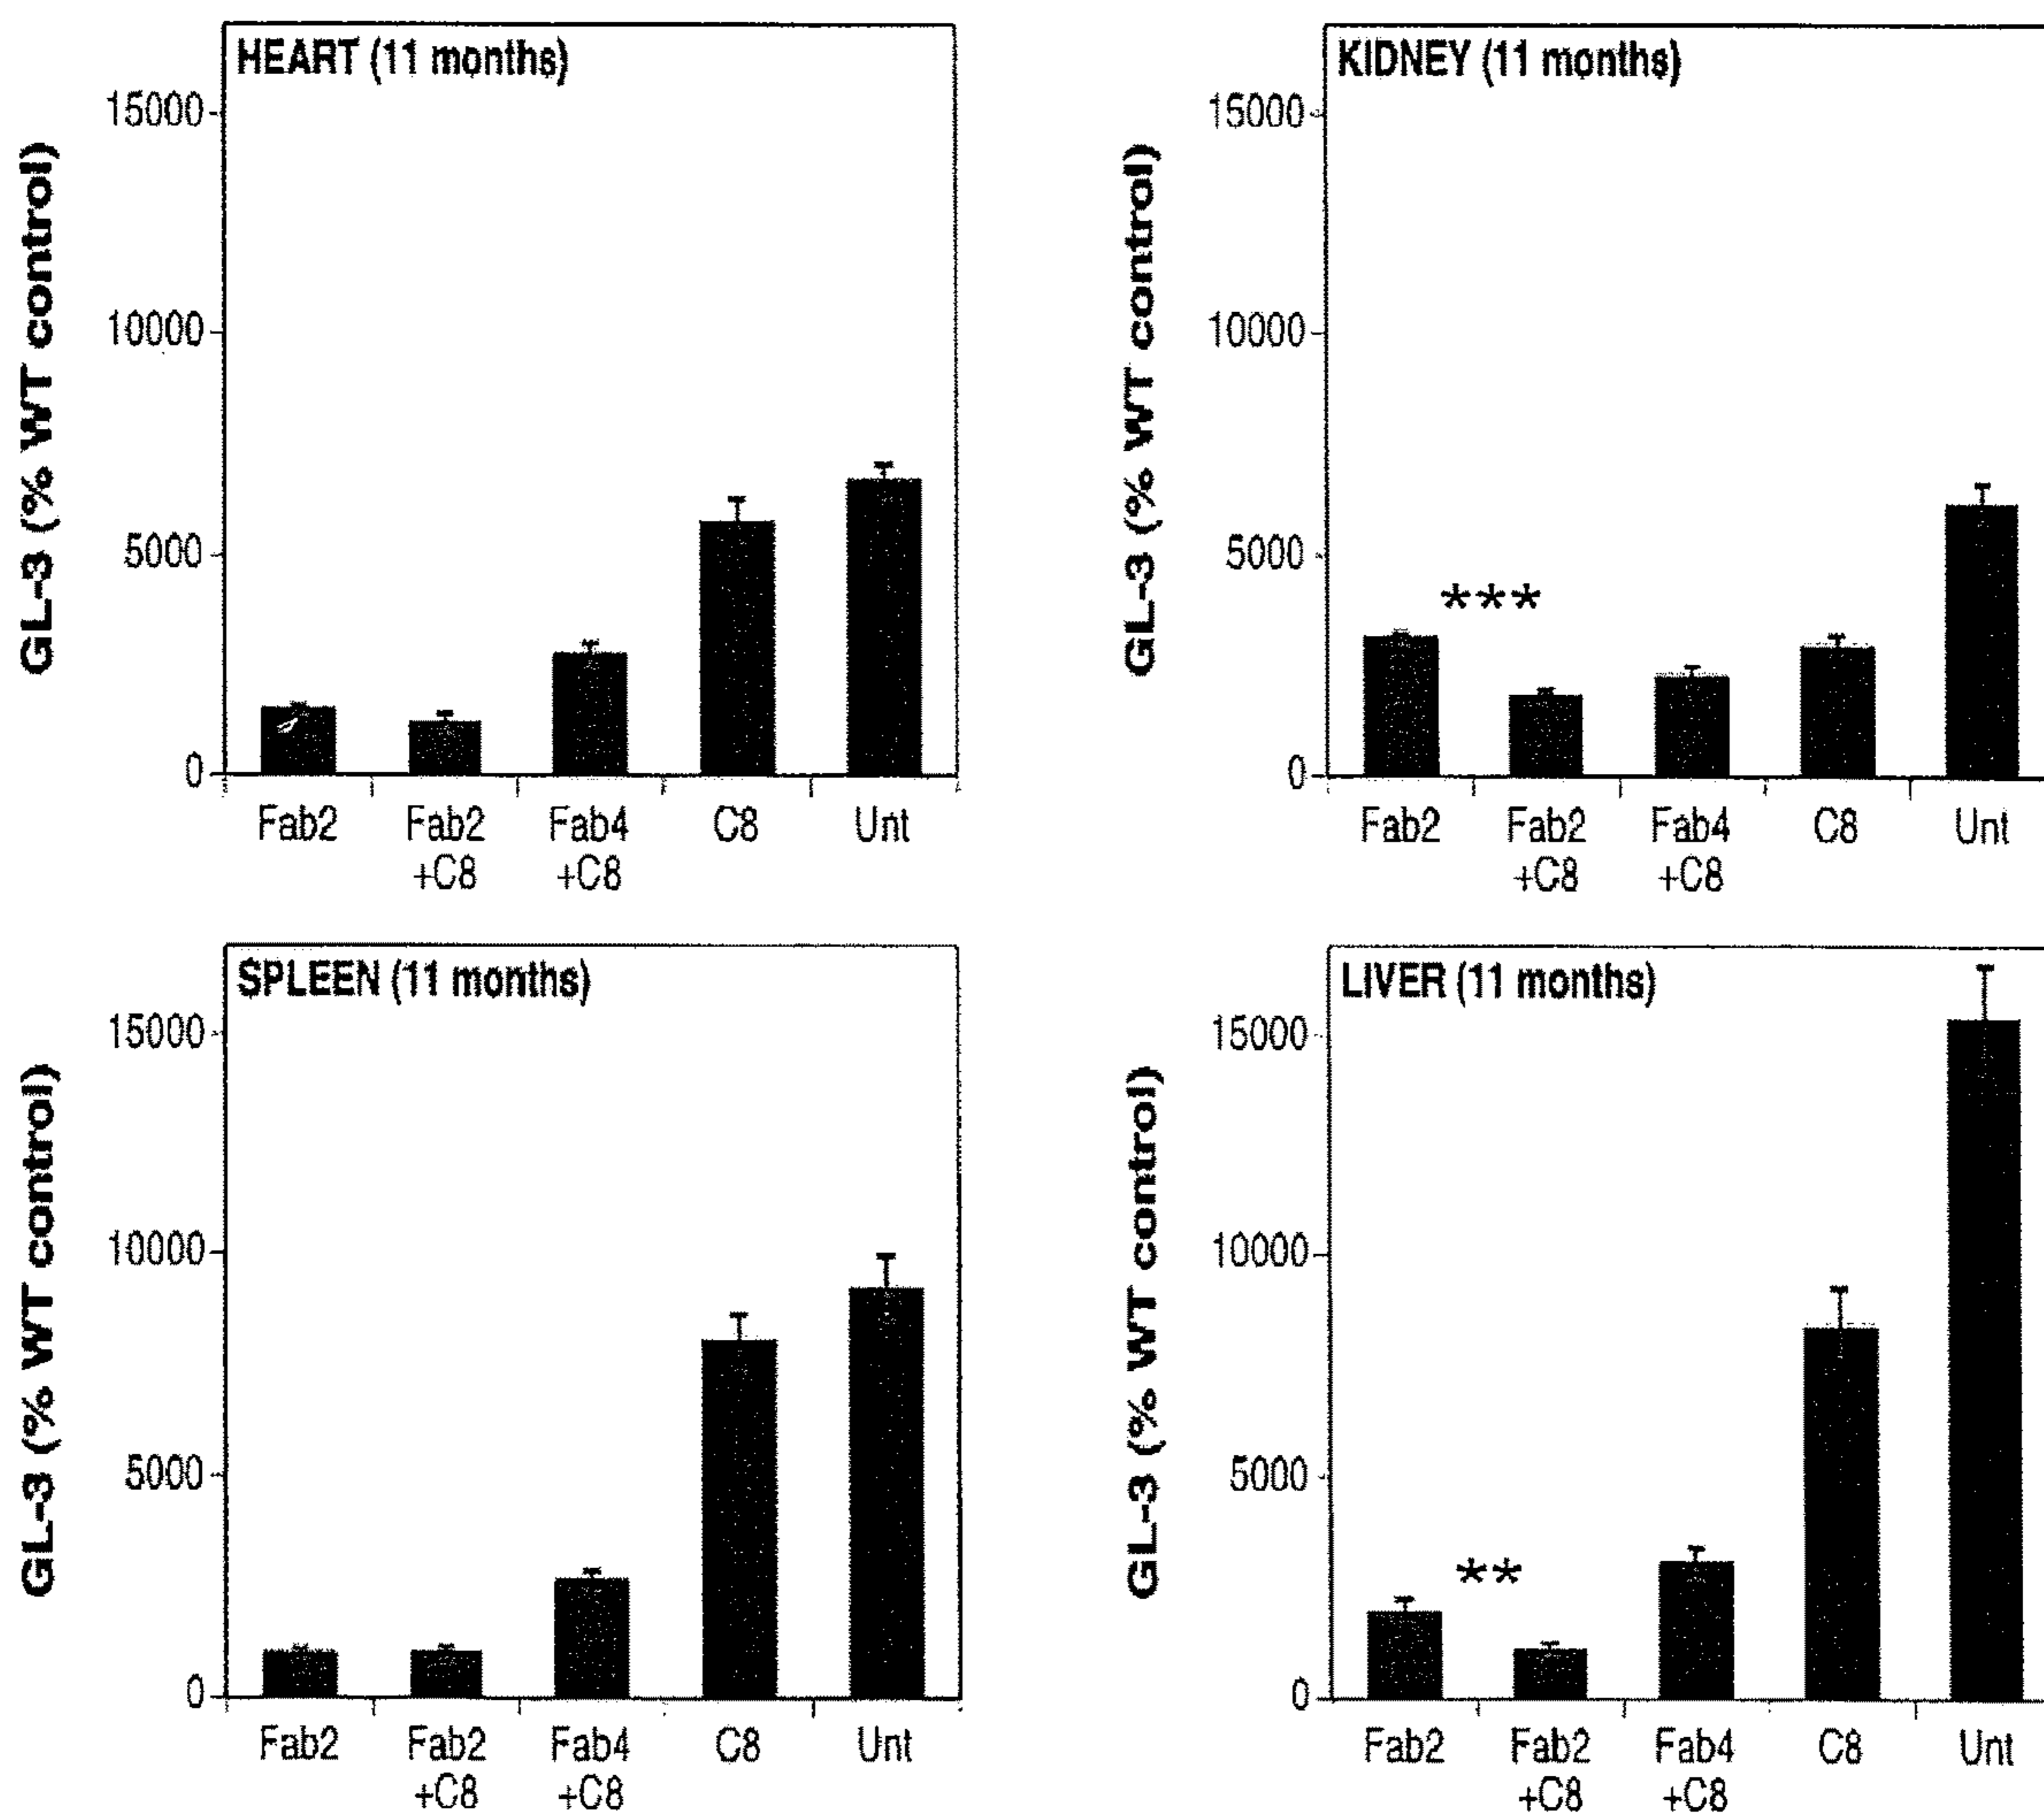 HEART (11 months)
GL-3 (% WT control)
15000
10000
5000
0
Fab2 Fab2 Fab4 C8 Unt
+C8 +C8
KIDNEY (11 months)
GL-3 (% WT control)
15000
10000
5000
0
***
Fab2 Fab2 Fab4 C8 Unt
+C8 +C8
SPLEEN (11 months)
GL-3 (% WT control)
15000
10000
5000
0
Fab2 Fab2 Fab4 C8 Unt
+C8 +C8
LIVER (11 months)
GL-3 (% WT control)
15000
10000
5000
0
**
Fab2 Fab2 Fab4 C8 Unt
+C8 +C8